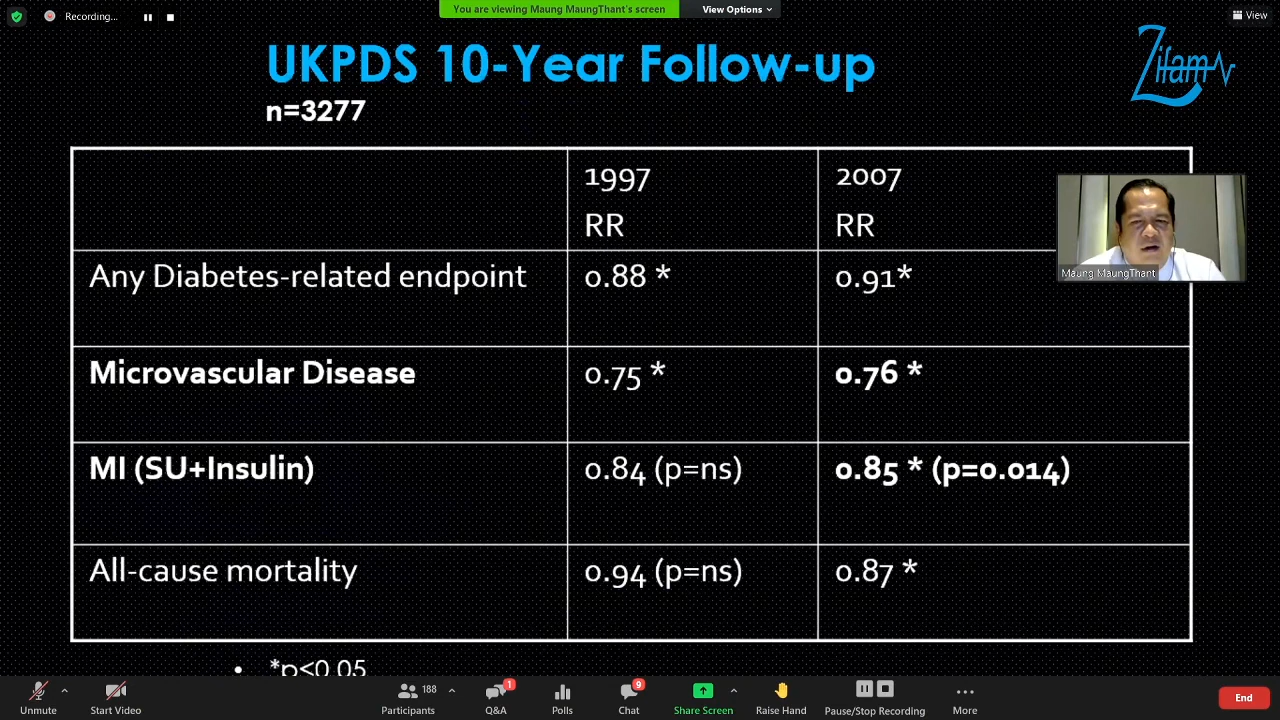 Recording...
You are viewing Maung MaungThant's screen
View Options
View
UKPDS 10-Year Follow-up
Zifam
n=3277
1997
RR
2007
RR
Maung MaungThant
Any Diabetes-related endpoint 0.88 * 0.91*
Microvascular Disease 0.75 * 0.76 *
MI (SU+Insulin) 0.84 (p=ns) 0.85 * (p=0.014)
All-cause mortality 0.94 (p=ns) 0.87 *
• *p<0.05
Unmute
Start Video
Participants 188
Q&A 1
Polls
Chat 9
Share Screen
Raise Hand
Pause/Stop Recording
More
End